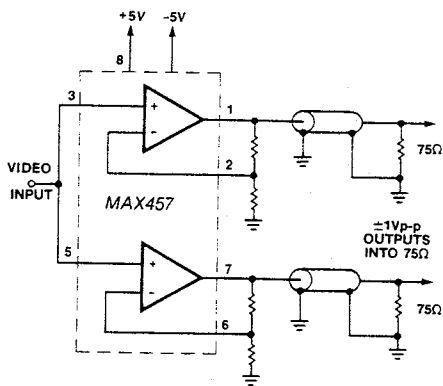 +5V
-5V
8
3
+
1
-
2
VIDEO
INPUT
MAX457
75Ω
±1Vp-p
OUTPUTS
INTO 75Ω
5
+
7
-
6
75Ω